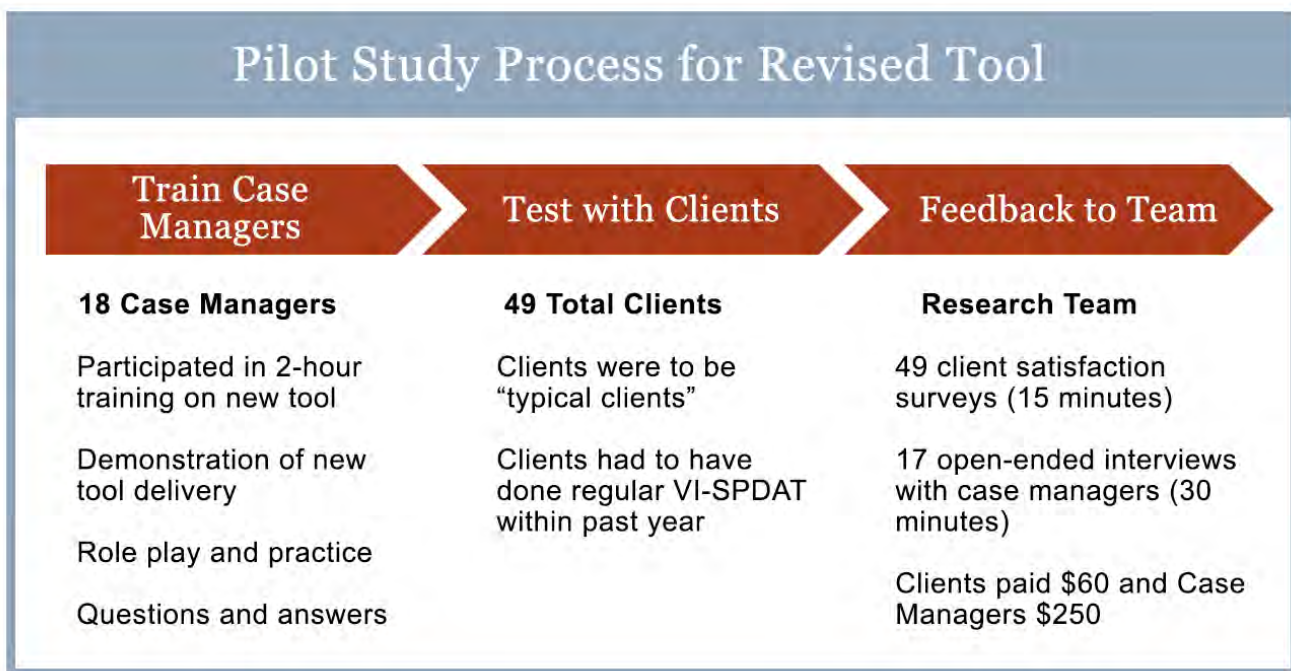 Pilot Study Process for Revised Tool
Train Case
Managers
18 Case Managers
Participated in 2-hour
training on new tool
Demonstration of new
tool delivery
Role play and practice
Questions and answers
Test with Clients
49 Total Clients
Clients were to be
“typical clients”
Clients had to have
done regular VI-SPDAT
within past year
Feedback to Team
Research Team
49 client satisfaction
surveys (15 minutes)
17 open-ended interviews
with case managers (30
minutes)
Clients paid $60 and Case
Managers $250